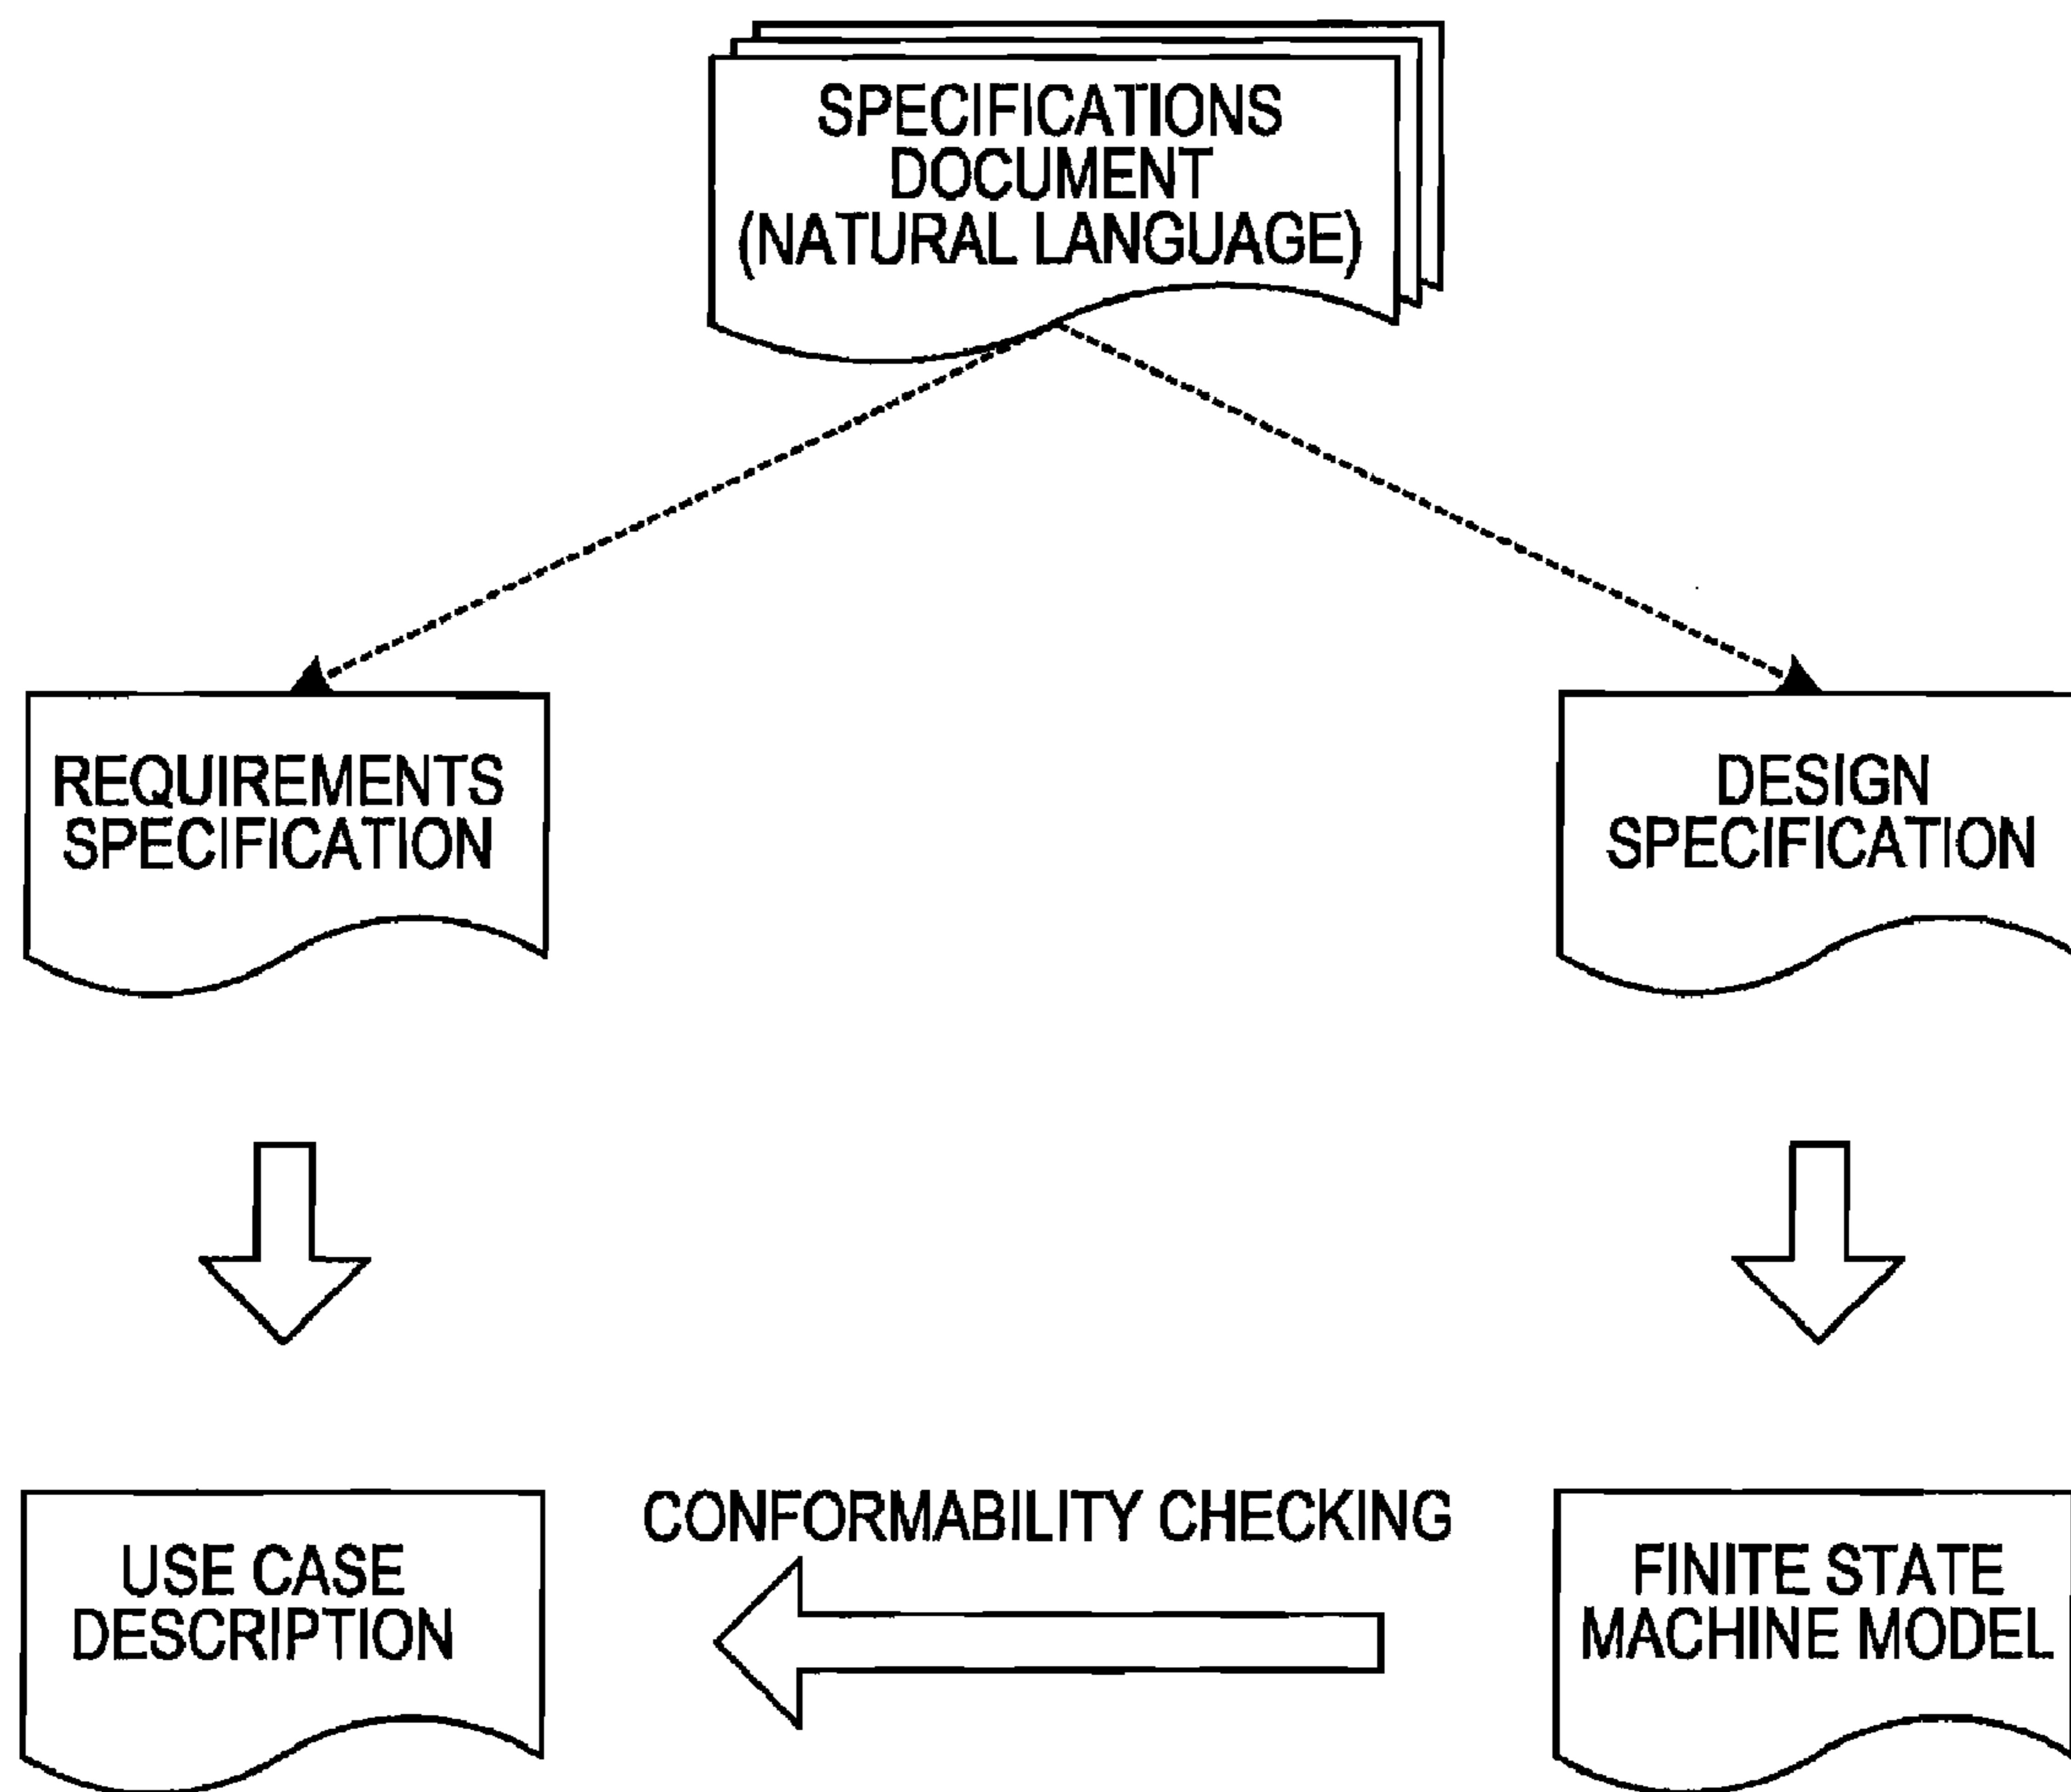 SPECIFICATIONS
DOCUMENT
(NATURAL LANGUAGE)
REQUIREMENTS
SPECIFICATION
DESIGN
SPECIFICATION
USE CASE
DESCRIPTION
CONFORMABILITY CHECKING
FINITE STATE
MACHINE MODEL